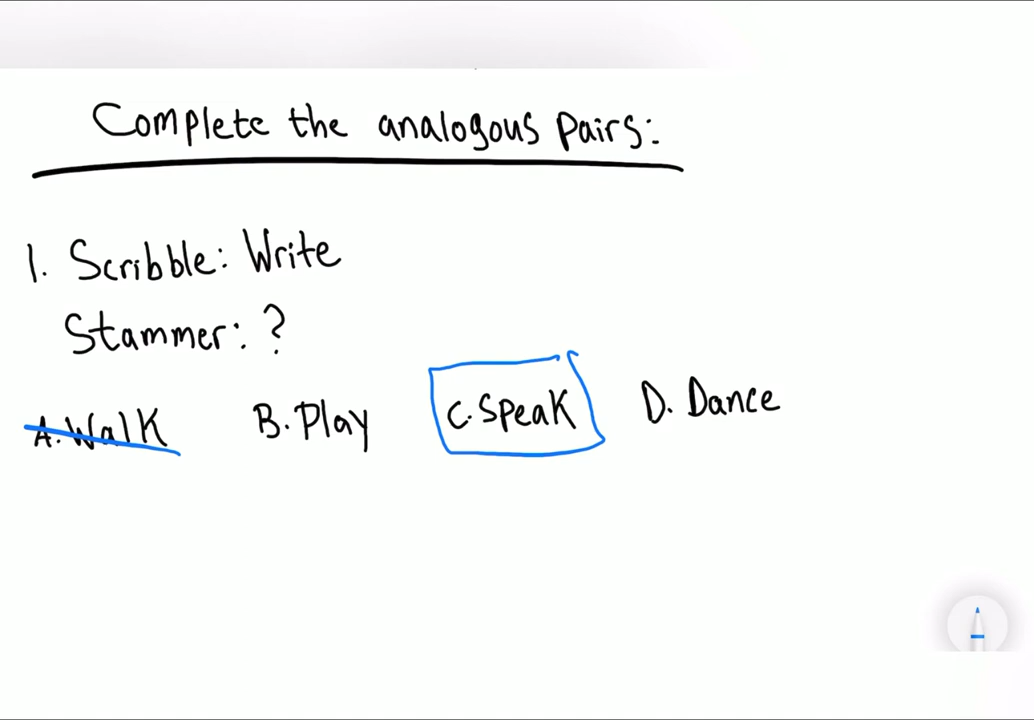 Complete the analogous pairs:
1. Scribble: Write
Stammer: ?
A. Walk B. Play C. Speak D. Dance